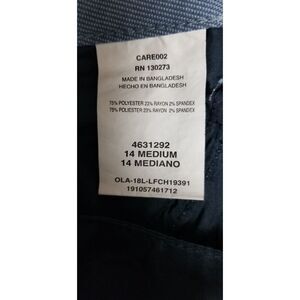 CARE002
RN 130273
MADE IN BANGLADESH
HECHO EN BANGLADESH
75% POLYESTER 23% RAYON 2% SPANDEX
75% POLIESTER 23% RAYON 2% SPANDEX
4631292
14 MEDIUM
14 MEDIANO
OLA-18L-LFCH19391
191057461712